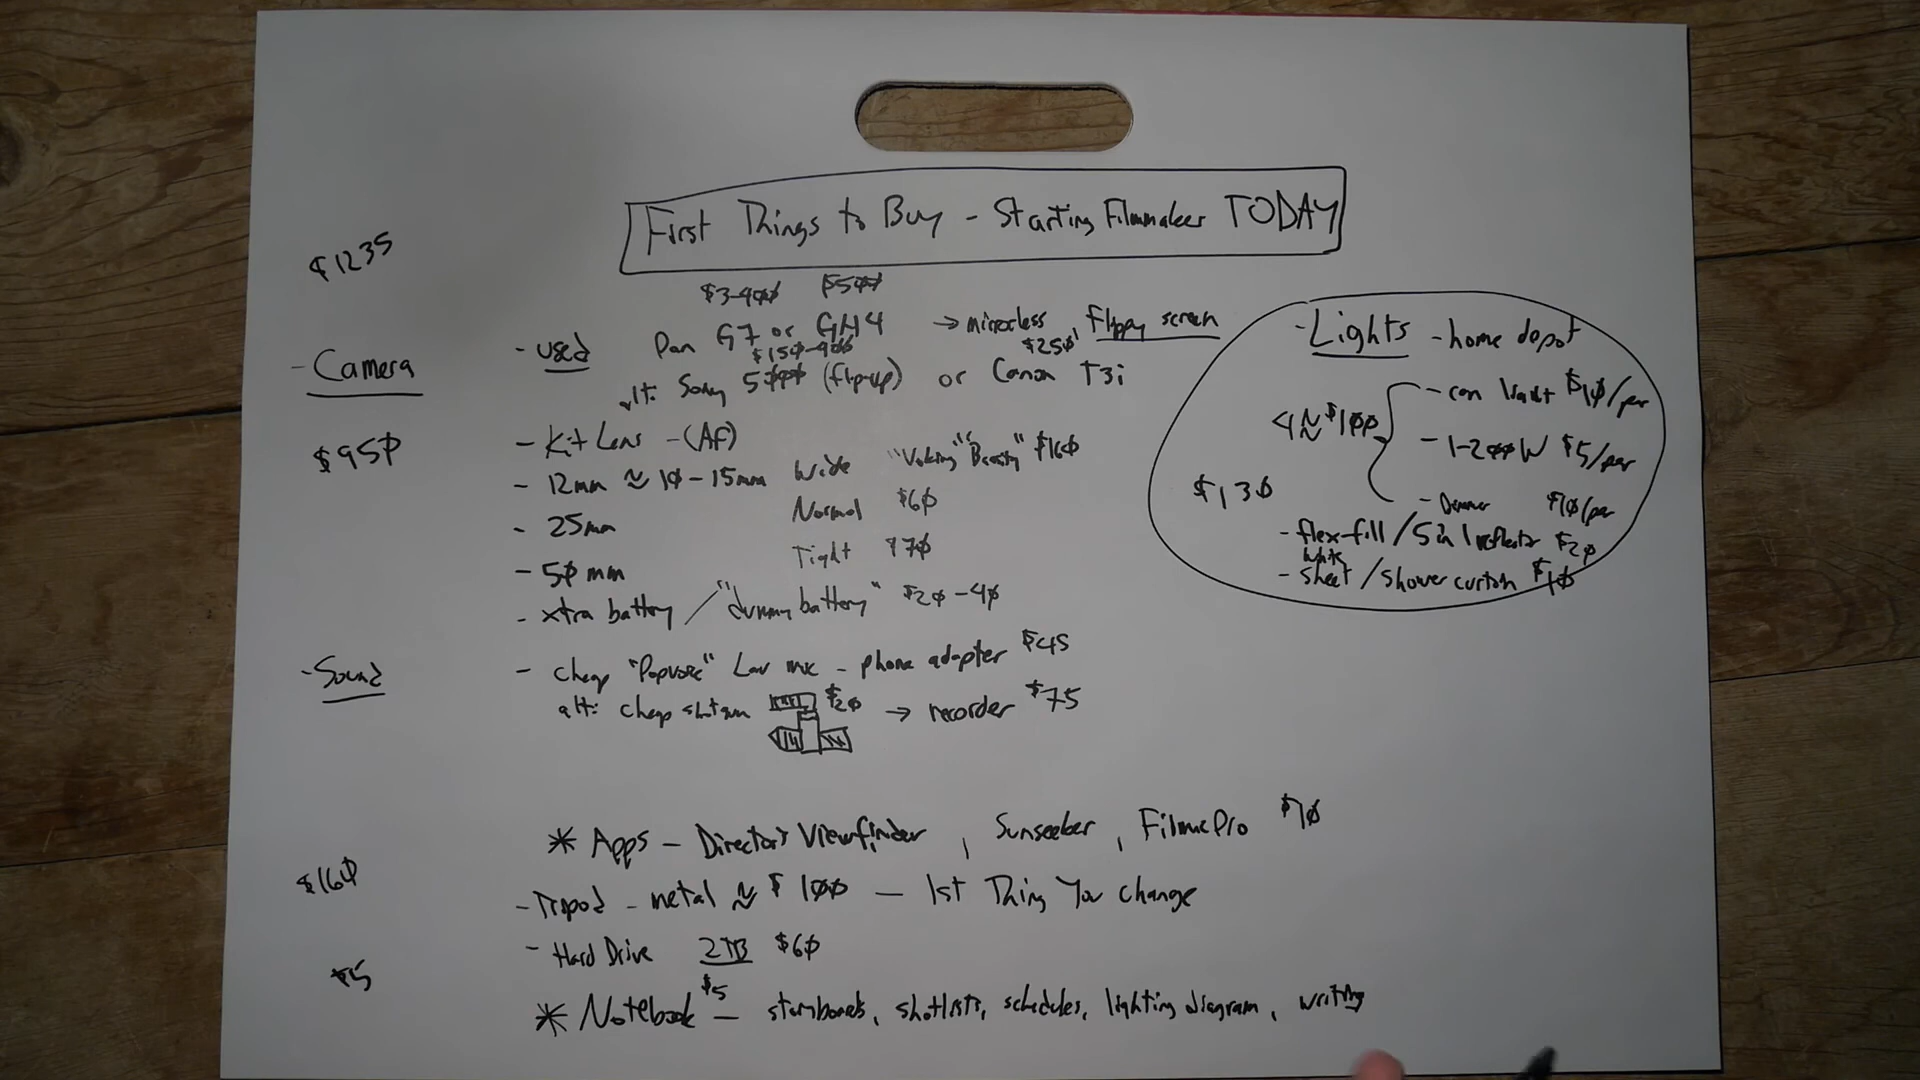 First Things to Buy - Starting Filmmaker TODAY
$1235
$3-400 $500
- Camera
- used Pan G7 or GH4 → mirrorless, flippy screen
$150-400 $250
alt: Sony 5000 (flip-up) or Canon T3i
$950
- Kit Lens - (AF)
- 12mm ≈ 10-15mm Wide $160
- 25mm Normal $60
- 50mm Tight $70
- xtra battery / "dummy battery" $20-40
- Sound
- cheap Lav mic - phone adapter $45
alt: cheap shotgun $20 → recorder $75
- Lights - home depot
4 ≈ $100
- can $10/per
- 1-200W $5/per
- Dimmer $10/per
$130
- flex-fill / 5 in 1 reflector $20
- white sheet / shower curtain $10
* Apps - Director's Viewfinder, Sunseeker, FilmicPro $10
$160
- Tripod - metal ≈ $100 - 1st Thing You change
- Hard Drive 2TB $60
$5
$5
* Notebook - storyboards, shotlists, schedules, lighting diagram, writing